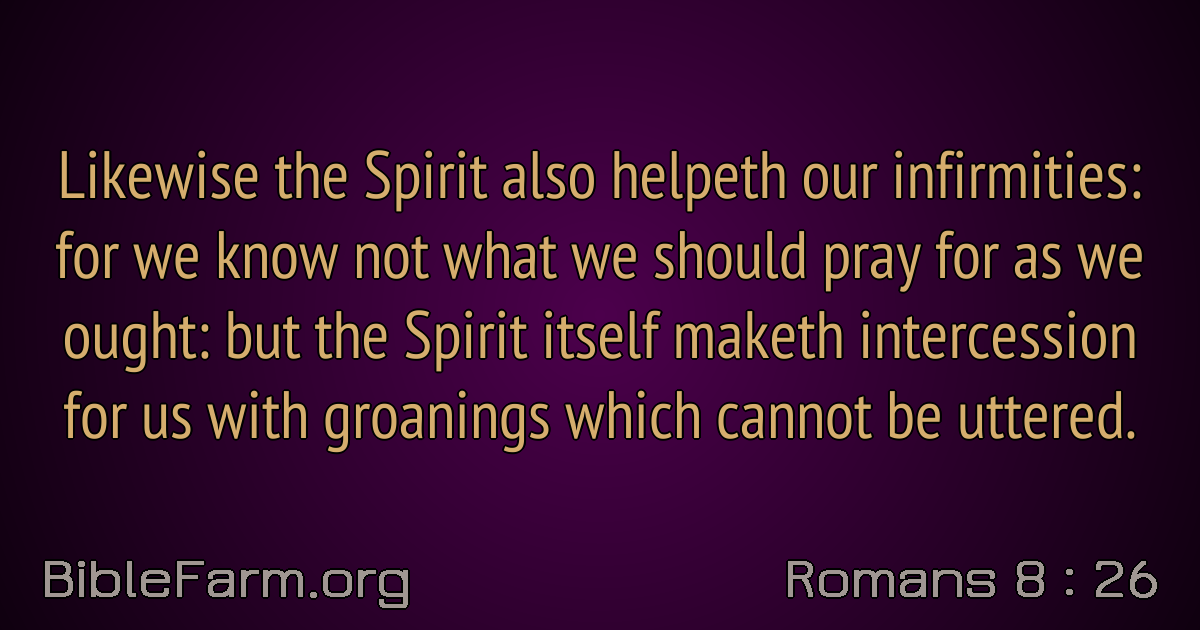 Likewise the Spirit also helpeth our infirmities:
for we know not what we should pray for as we
ought: but the Spirit itself maketh intercession
for us with groanings which cannot be uttered.
BibleFarm.org
Romans 8 : 26